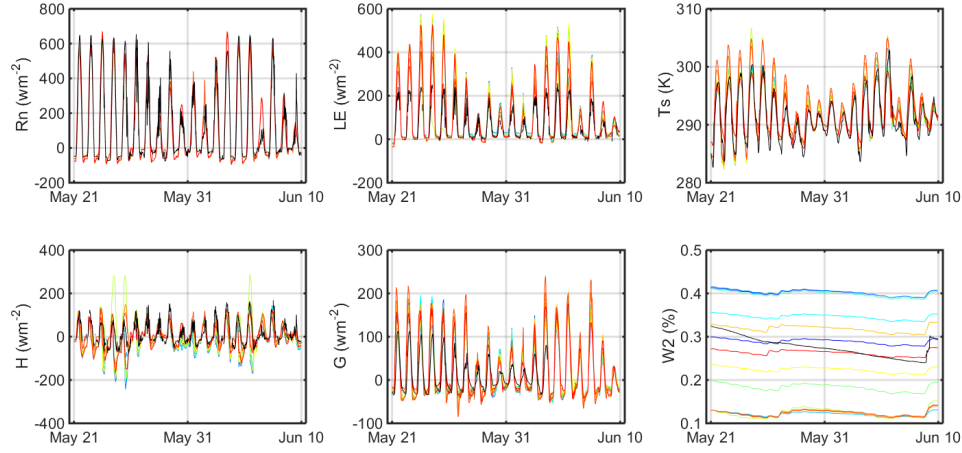 800
600
400
200
0
-200
Rn (wm-2)
May 21
May 31
Jun 10
600
400
200
0
-200
LE (wm-2)
May 21
May 31
Jun 10
310
300
290
280
Ts (K)
May 21
May 31
Jun 10
400
200
0
-200
-400
H (wm-2)
May 21
May 31
Jun 10
300
200
100
0
-100
G (wm-2)
May 21
May 31
Jun 10
0.5
0.4
0.3
0.2
0.1
W2 (%)
May 21
May 31
Jun 10